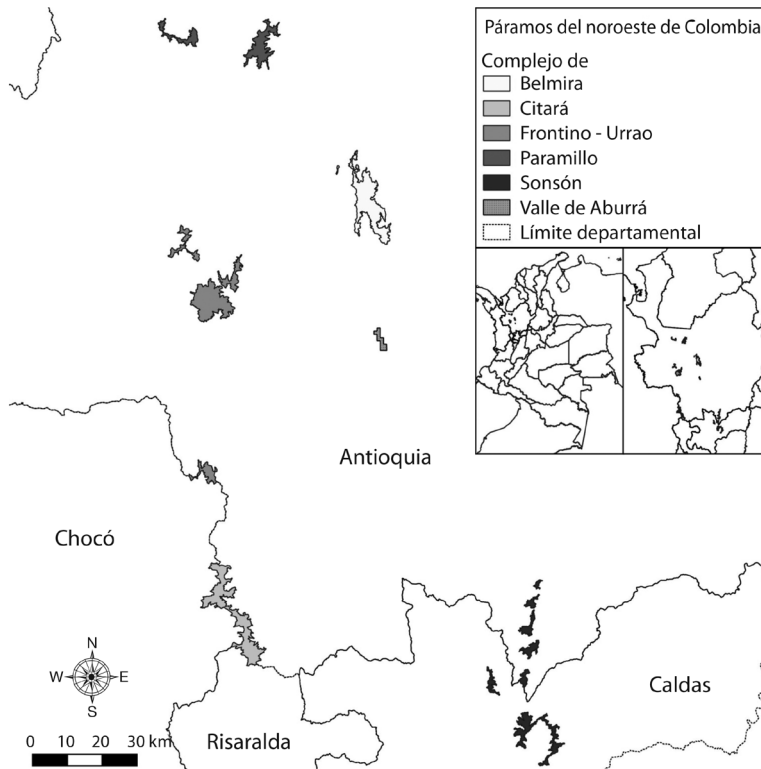 Páramos del noroeste de Colombia
Complejo de
Belmira
Citará
Frontino - Urrao
Paramillo
Sonsón
Valle de Aburrá
Límite departamental
Antioquia
Chocó
Caldas
Risaralda
N
W E
S
0 10 20 30 km